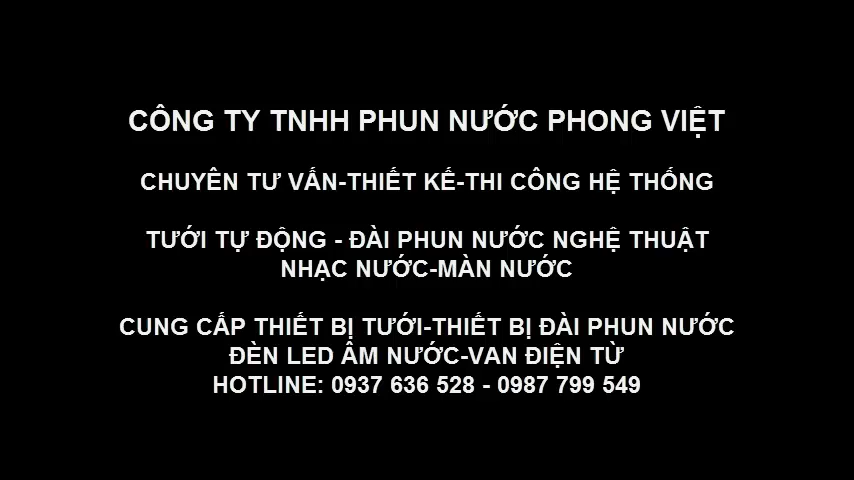 CÔNG TY TNHH PHUN NƯỚC PHONG VIỆT
CHUYÊN TƯ VẤN-THIẾT KẾ-THI CÔNG HỆ THỐNG
TƯỚI TỰ ĐỘNG - ĐÀI PHUN NƯỚC NGHỆ THUẬT
NHẠC NƯỚC-MÀN NƯỚC
CUNG CẤP THIẾT BỊ TƯỚI-THIẾT BỊ ĐÀI PHUN NƯỚC
ĐÈN LED ÂM NƯỚC-VAN ĐIỆN TỪ
HOTLINE: 0937 636 528 - 0987 799 549